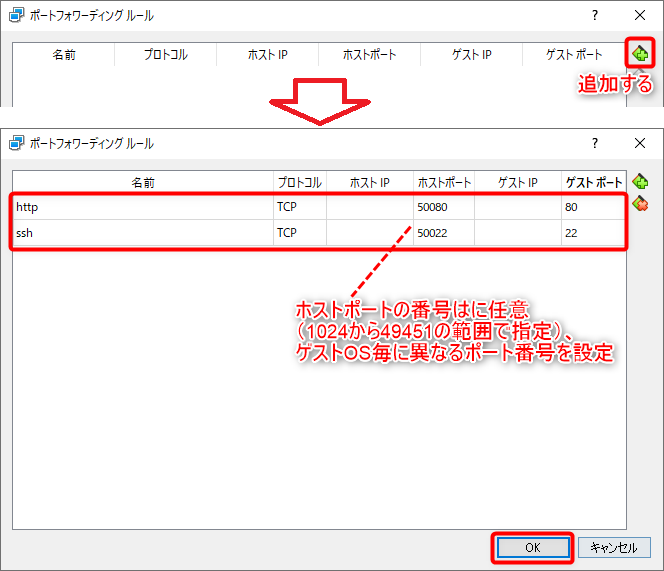 ポートフォワーディング ルール
?
名前 プロトコル ホスト IP ホストポート ゲスト IP ゲスト ポート
追加する
ポートフォワーディング ルール
?
名前 プロトコル ホスト IP ホストポート ゲスト IP ゲスト ポート
http TCP 50080 80
ssh TCP 50022 22
ホストポートの番号はに任意
（1024から49451の範囲で指定）、
ゲストOS毎に異なるポート番号を設定
OK キャンセル